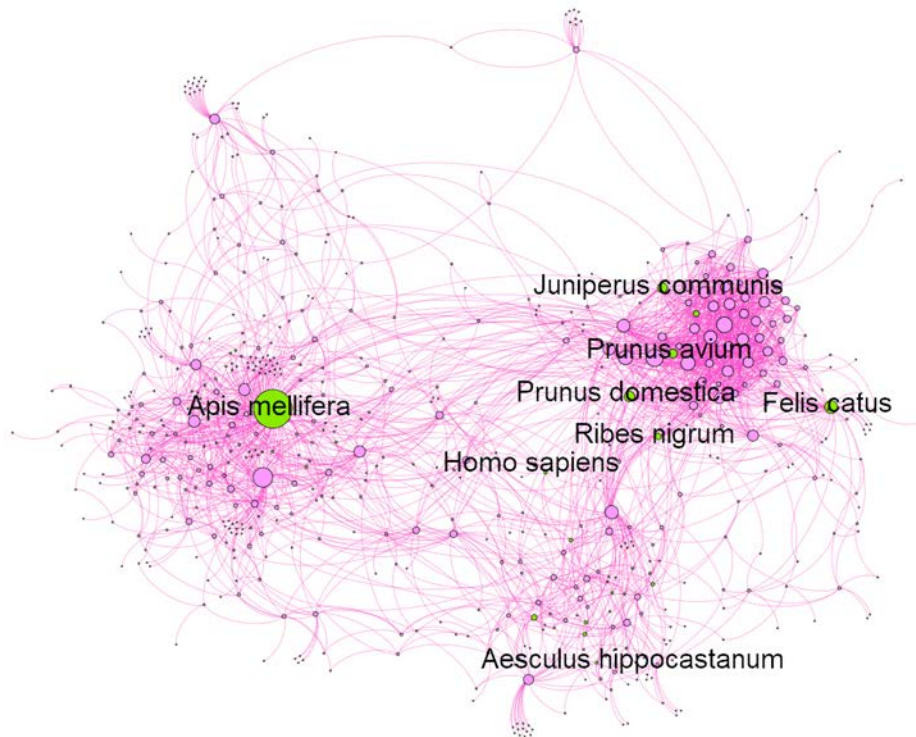 Juniperus communis
Prunus avium
Prunus domestica
Felis catus
Apis mellifera
Ribes nigrum
Homo sapiens
Aesculus hippocastanum